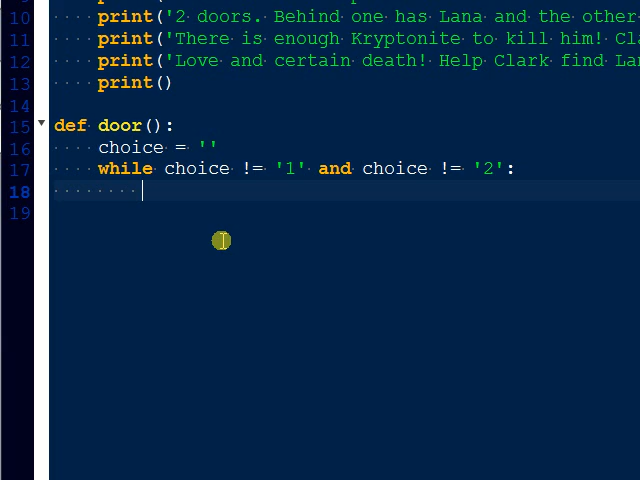 10 print('2 doors. Behind one has Lana and the other
11 print('There is enough Kryptonite to kill him! Cl
12 print('Love and certain death! Help Clark find La
13 print()
14
15 def door():
16 choice = ''
17 while choice != '1' and choice != '2':
18
19